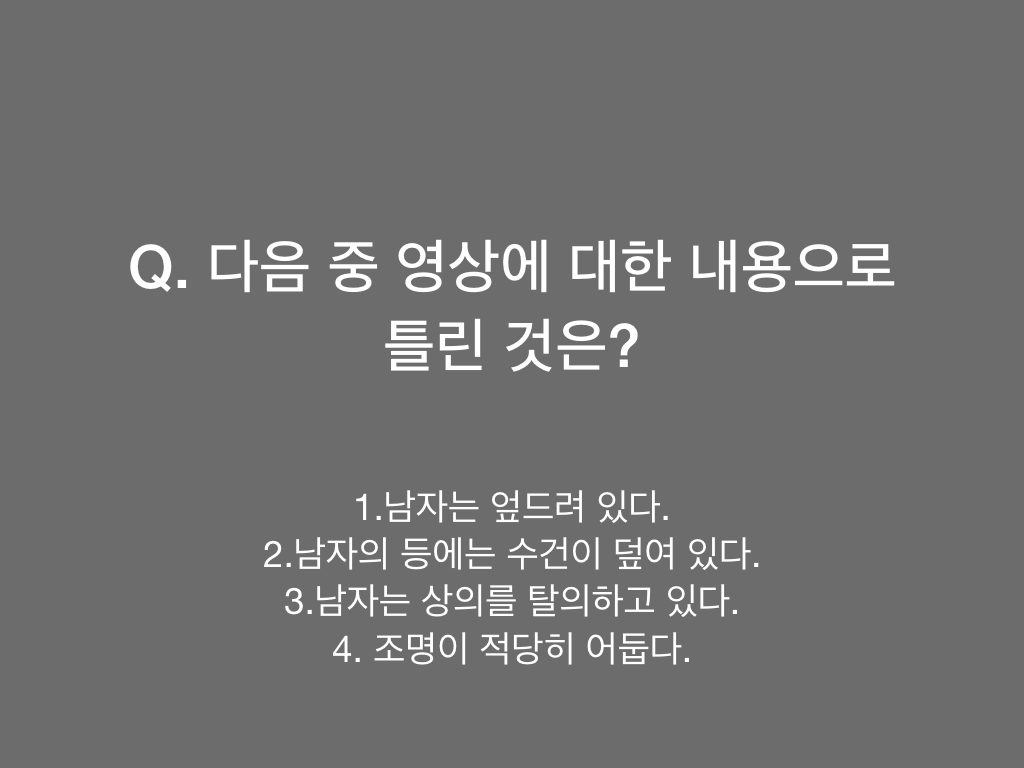 Q. 다음 중 영상에 대한 내용으로
틀린 것은?
1.남자는 엎드려 있다.
2.남자의 등에는 수건이 덮여 있다.
3.남자는 상의를 탈의하고 있다.
4. 조명이 적당히 어둡다.